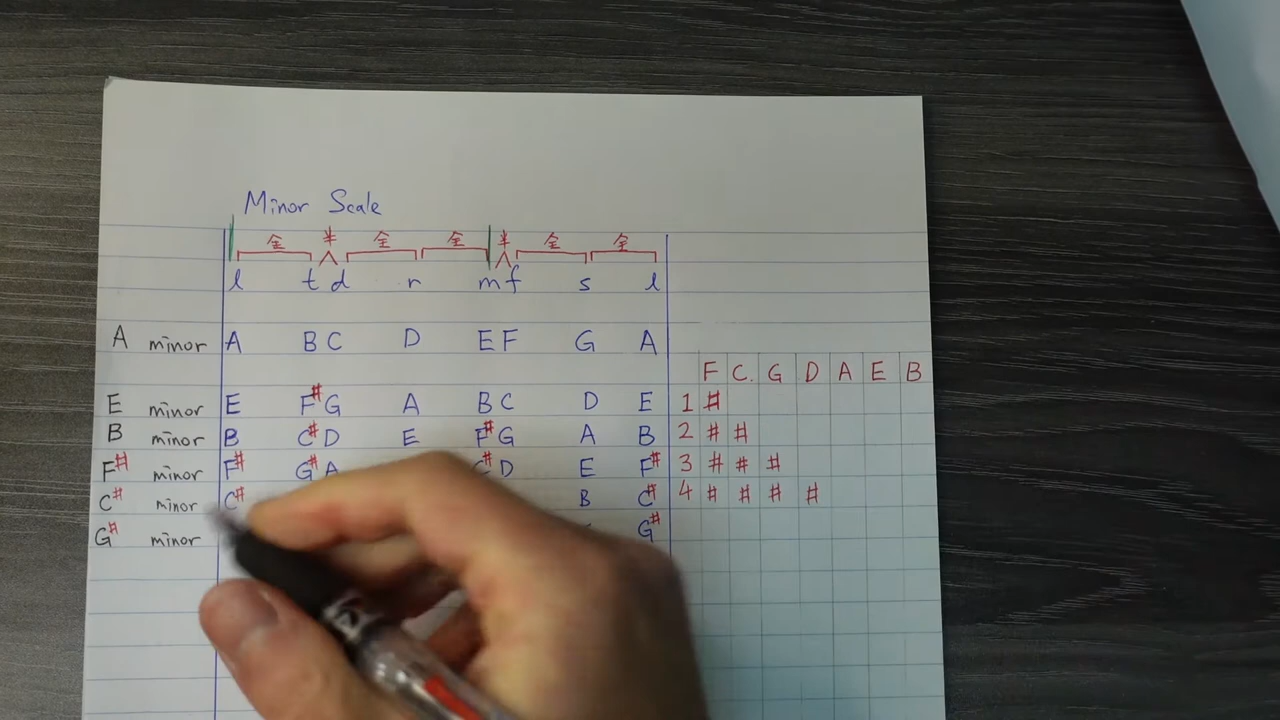 Minor Scale
全 半 全 全 半 全 全
l t d r m f s l
A minor A B C D E F G A
F C. G D A E B
E minor E F# G A B C D E 1 #
B minor B C# D E F# G A B 2 # #
F# minor F# G# A C# D E F# 3 # # #
C# minor C# B C# 4 # # # #
G# minor G#